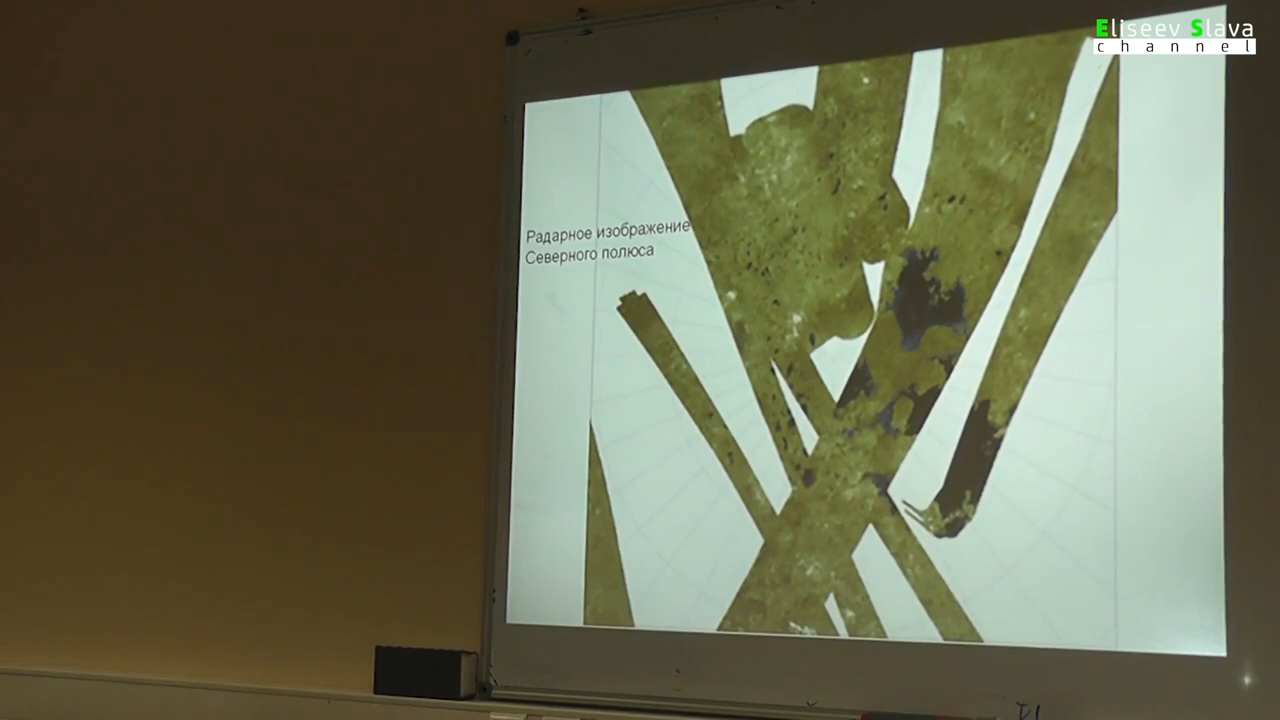 Eliseev Slava
channel
Радарное изображение
Северного полюса